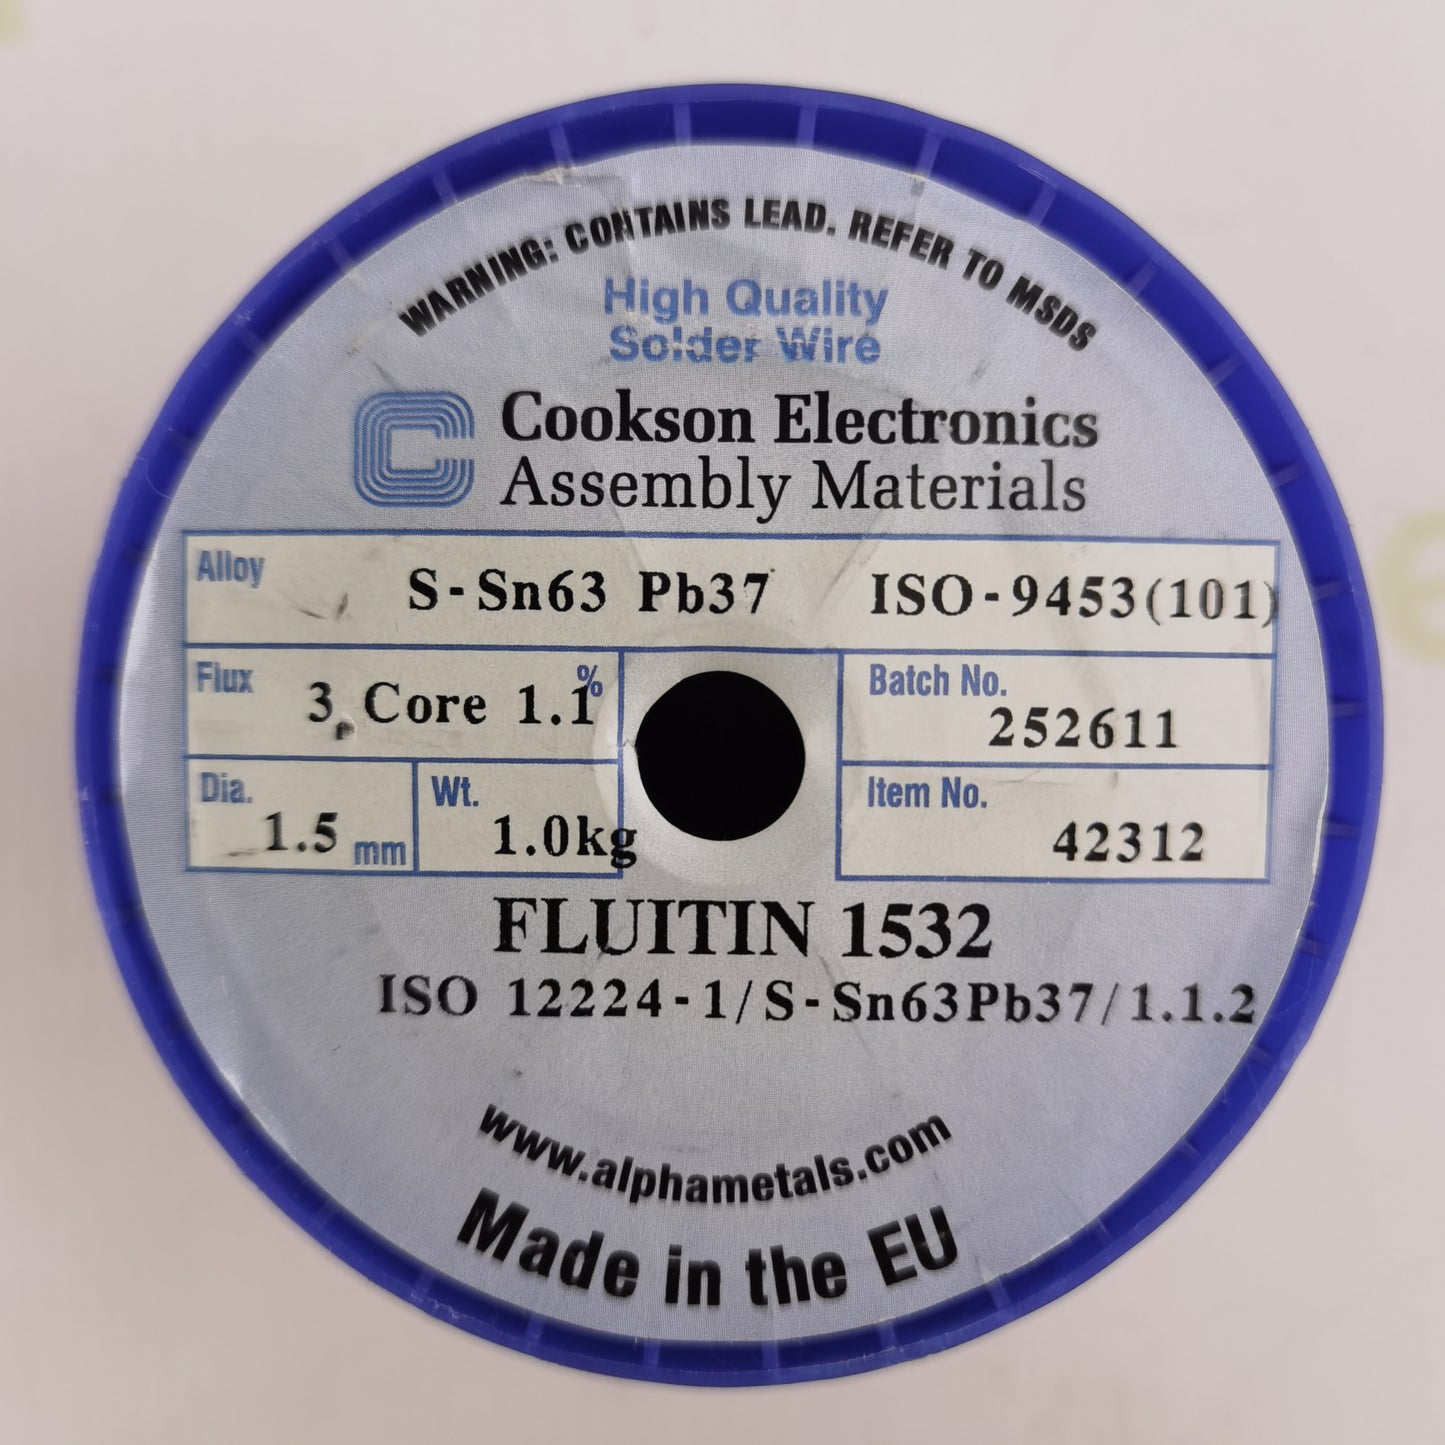 WARNING: CONTAINS LEAD. REFER TO MSDS
High Quality
Solder Wire
Cookson Electronics
Assembly Materials
Alloy S-Sn63 Pb37 ISO-9453(101)
Flux 3 Core 1.1%
Batch No. 252611
Dia. 1.5 mm
Wt. 1.0kg
Item No. 42312
FLUITIN 1532
ISO 12224-1/S-Sn63Pb37/1.1.2
www.alphametals.com
Made in the EU